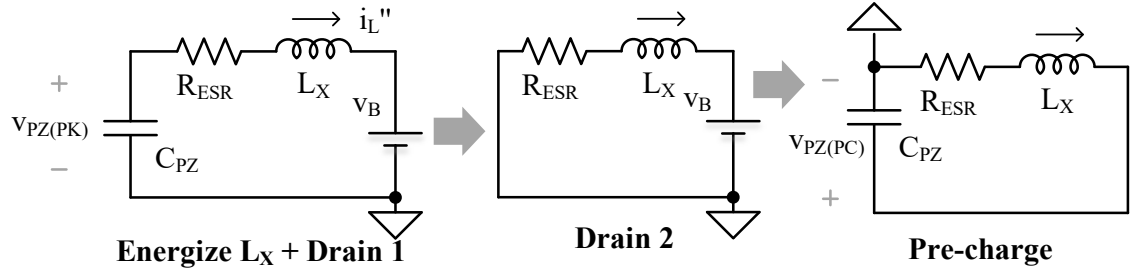 i_L"
+
R_ESR
L_X
v_B
v_PZ(PK)
C_PZ
−
Energize L_X + Drain 1
R_ESR
L_X
v_B
Drain 2
−
R_ESR
L_X
v_PZ(PC)
C_PZ
+
Pre-charge